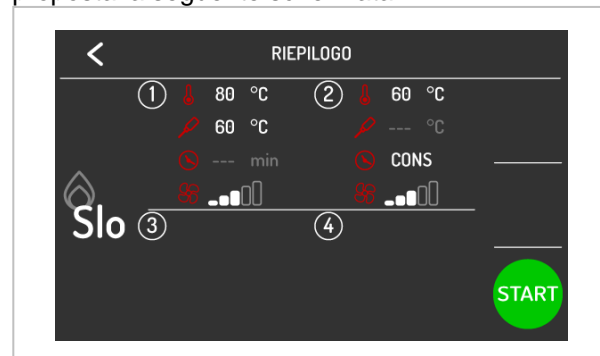 proposta la seguente schermata
RIEPILOGO
1 80 °C 2 60 °C
60 °C --- °C
--- min CONS
Slo
3 4
START